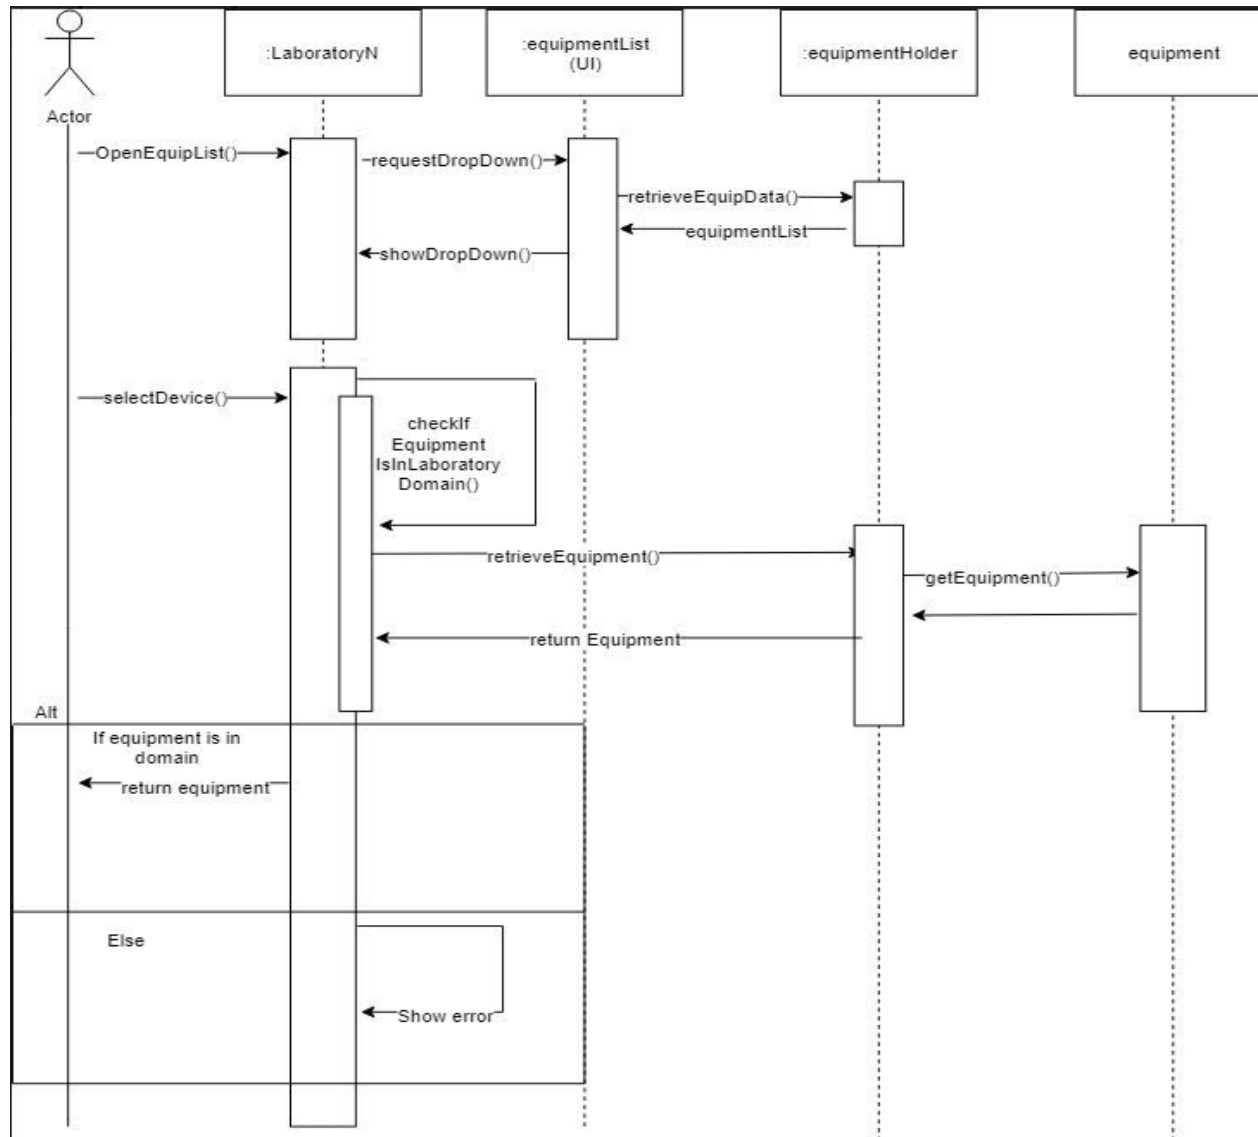 :LaboratoryN
:equipmentList
(UI)
:equipmentHolder
equipment
Actor
OpenEquipList()
requestDropDown()
retrieveEquipData()
equipmentList
showDropDown()
selectDevice()
checkIf
Equipment
IsInLaboratory
Domain()
retrieveEquipment()
getEquipment()
return Equipment
Alt
If equipment is in
domain
return equipment
Else
Show error